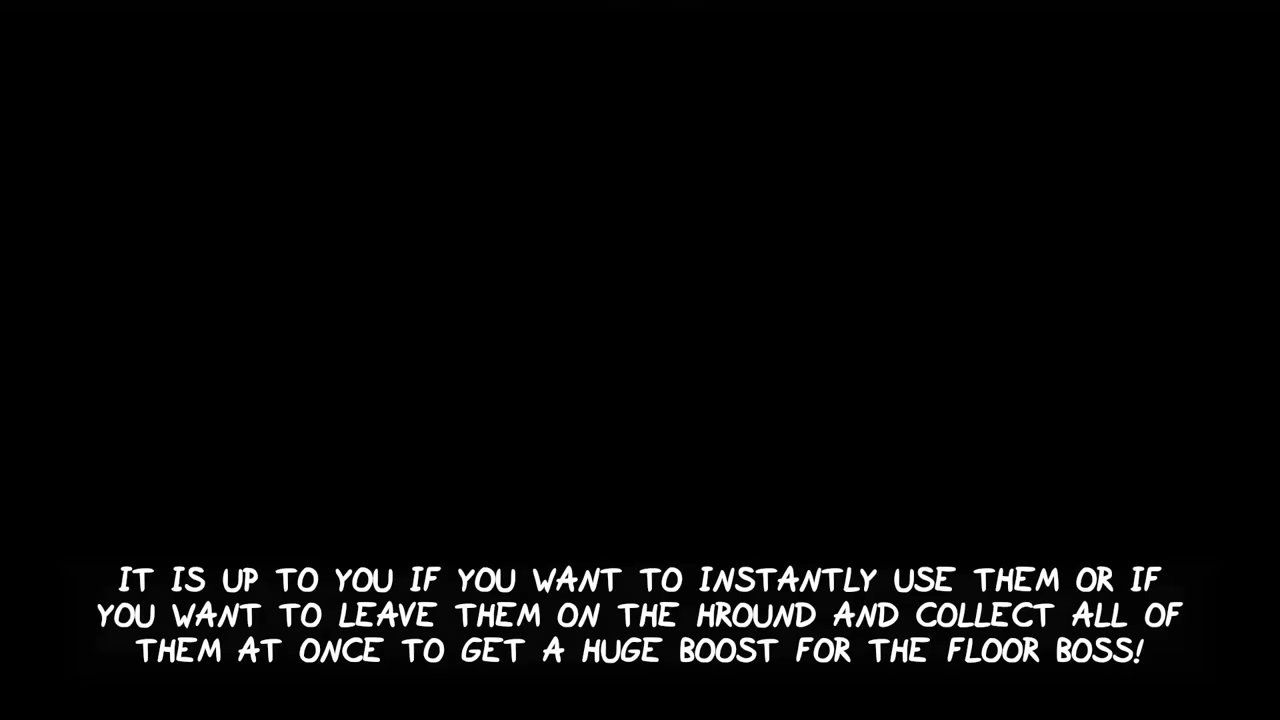 IT IS UP TO YOU IF YOU WANT TO INSTANTLY USE THEM OR IF
YOU WANT TO LEAVE THEM ON THE HROUND AND COLLECT ALL OF
THEM AT ONCE TO GET A HUGE BOOST FOR THE FLOOR BOSS!